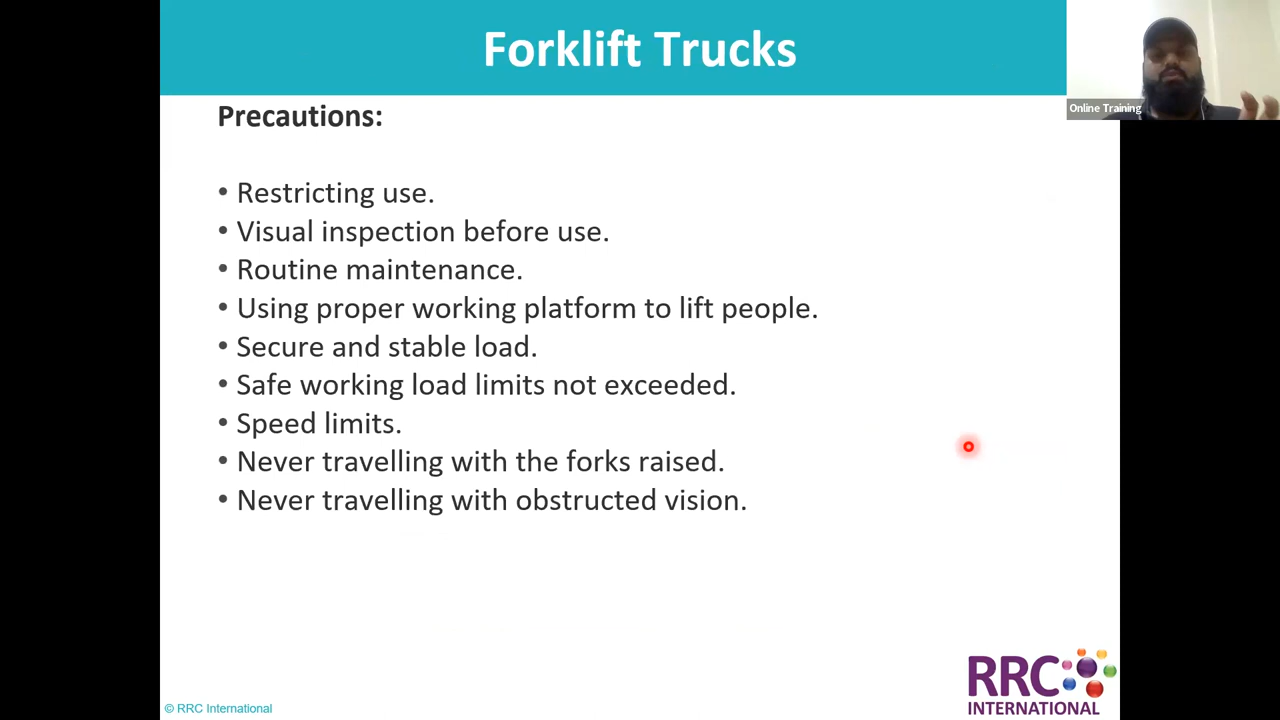 Forklift Trucks
Online Training
Precautions:
• Restricting use.
• Visual inspection before use.
• Routine maintenance.
• Using proper working platform to lift people.
• Secure and stable load.
• Safe working load limits not exceeded.
• Speed limits.
• Never travelling with the forks raised.
• Never travelling with obstructed vision.
RRC
INTERNATIONAL
© RRC International